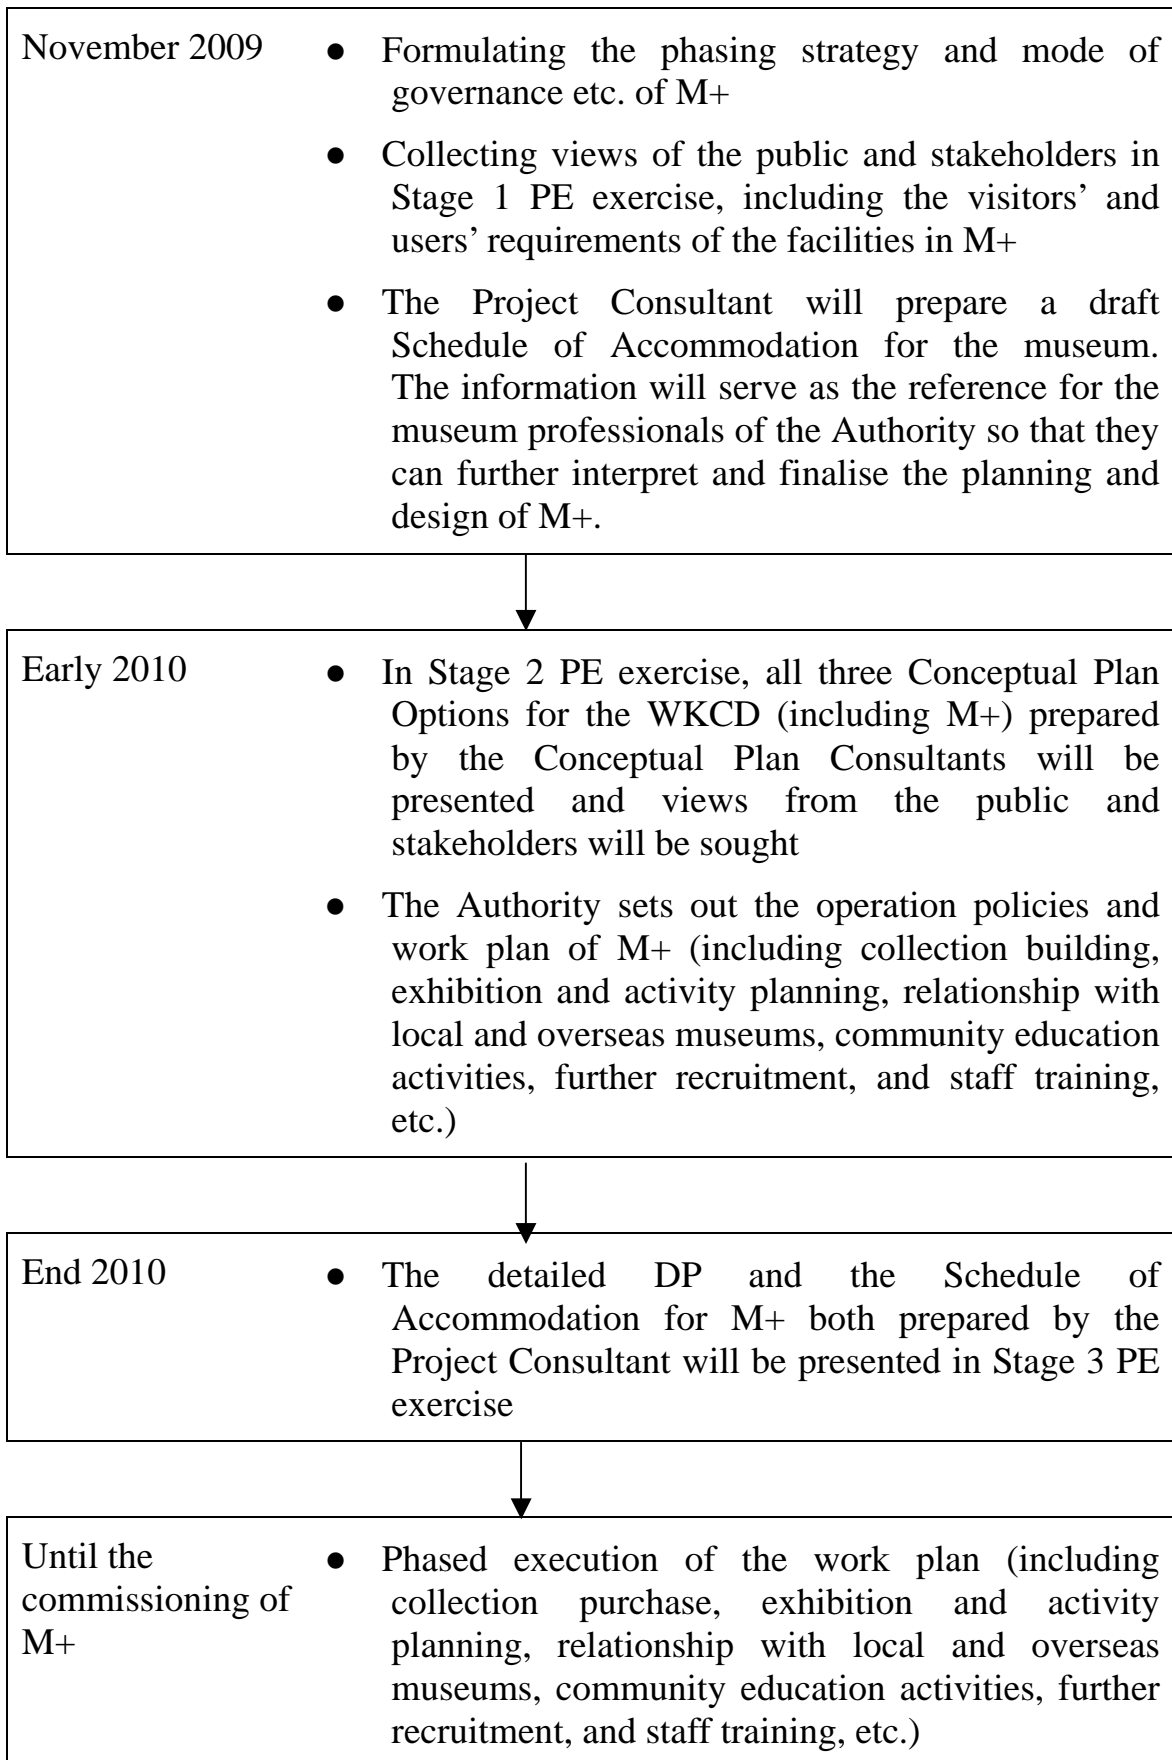 November 2009
● Formulating the phasing strategy and mode of
governance etc. of M+
● Collecting views of the public and stakeholders in
Stage 1 PE exercise, including the visitors’ and
users’ requirements of the facilities in M+
● The Project Consultant will prepare a draft
Schedule of Accommodation for the museum.
The information will serve as the reference for the
museum professionals of the Authority so that they
can further interpret and finalise the planning and
design of M+.
Early 2010
● In Stage 2 PE exercise, all three Conceptual Plan
Options for the WKCD (including M+) prepared
by the Conceptual Plan Consultants will be
presented and views from the public and
stakeholders will be sought
● The Authority sets out the operation policies and
work plan of M+ (including collection building,
exhibition and activity planning, relationship with
local and overseas museums, community education
activities, further recruitment, and staff training,
etc.)
End 2010
● The detailed DP and the Schedule of
Accommodation for M+ both prepared by the
Project Consultant will be presented in Stage 3 PE
exercise
Until the
commissioning of
M+
● Phased execution of the work plan (including
collection purchase, exhibition and activity
planning, relationship with local and overseas
museums, community education activities, further
recruitment, and staff training, etc.)